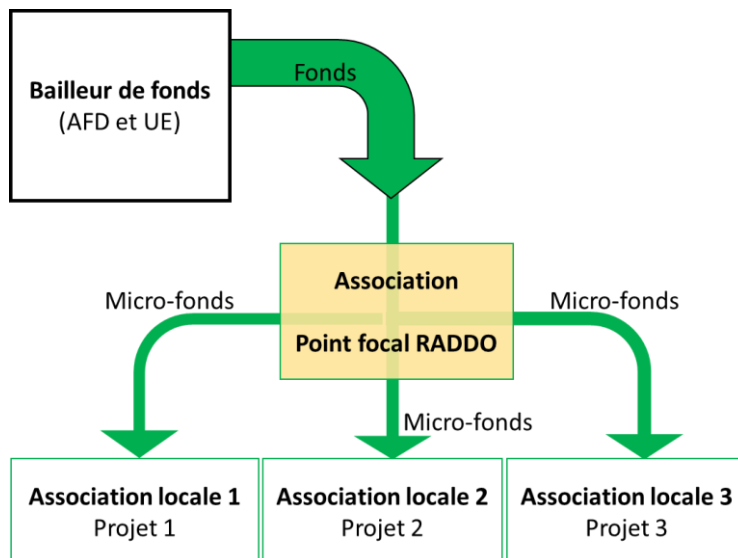 Bailleur de fonds
(AFD et UE)
Fonds
Association
Point focal RADDO
Micro-fonds
Micro-fonds
Micro-fonds
Association locale 1
Projet 1
Association locale 2
Projet 2
Association locale 3
Projet 3